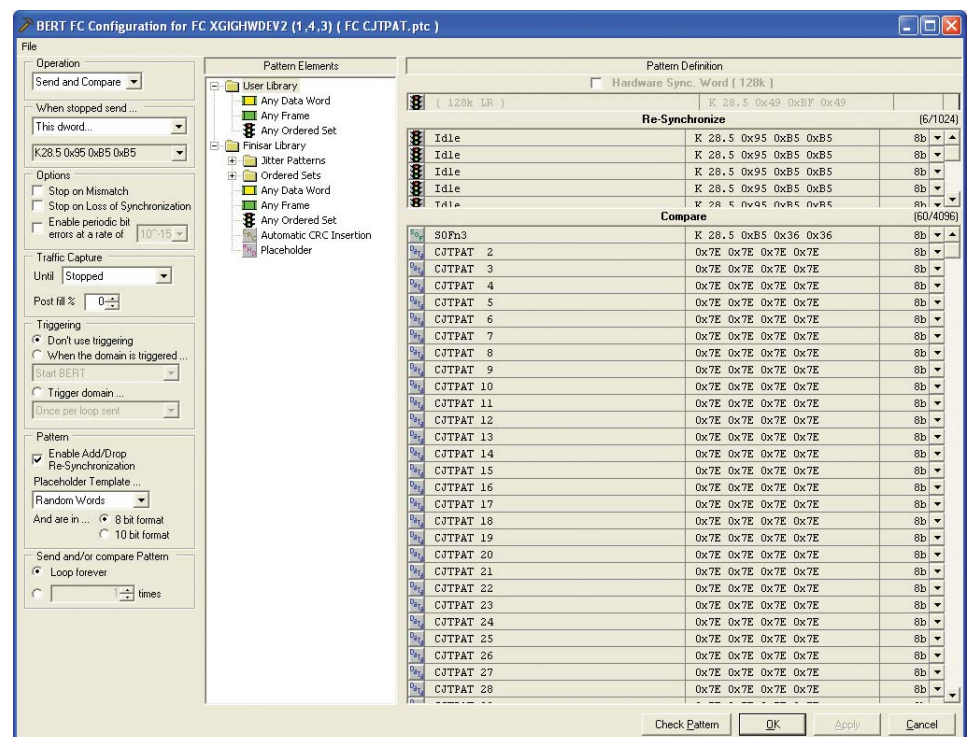 BERT FC Configuration for FC XGIGHWDEV2 (1,4,3) ( FC CJTPAT.ptc )
File
Operation
Send and Compare
When stopped send ...
This dword...
K28.5 0x95 0xB5 0xB5
Options
Stop on Mismatch
Stop on Loss of Synchronization
Enable periodic bit
errors at a rate of 10^-15
Traffic Capture
Until Stopped
Post fill % 0
Triggering
Don't use triggering
When the domain is triggered ...
Start BERT
Trigger domain ...
Once per loop sent
Pattern
Enable Add/Drop
Re-Synchronization
Placeholder Template ...
Random Words
And are in ... 8 bit format
10 bit format
Send and/or compare Pattern
Loop forever
1 times
Pattern Elements
User Library
Any Data Word
Any Frame
Any Ordered Set
Finisar Library
Jitter Patterns
Ordered Sets
Any Data Word
Any Frame
Any Ordered Set
Automatic CRC Insertion
Placeholder
Pattern Definition
Hardware Sync. Word ( 128k )
( 128k LR ) K 28.5 0x49 0xBF 0x49
Re-Synchronize (6/1024)
Idle K 28.5 0x95 0xB5 0xB5 8b
Idle K 28.5 0x95 0xB5 0xB5 8b
Idle K 28.5 0x95 0xB5 0xB5 8b
Idle K 28.5 0x95 0xB5 0xB5 8b
Idle K 28.5 0x95 0xB5 0xB5 8b
Compare (60/4096)
SOFn3 K 28.5 0xB5 0x36 0x36 8b
CJTPAT 2 0x7E 0x7E 0x7E 0x7E 8b
CJTPAT 3 0x7E 0x7E 0x7E 0x7E 8b
CJTPAT 4 0x7E 0x7E 0x7E 0x7E 8b
CJTPAT 5 0x7E 0x7E 0x7E 0x7E 8b
CJTPAT 6 0x7E 0x7E 0x7E 0x7E 8b
CJTPAT 7 0x7E 0x7E 0x7E 0x7E 8b
CJTPAT 8 0x7E 0x7E 0x7E 0x7E 8b
CJTPAT 9 0x7E 0x7E 0x7E 0x7E 8b
CJTPAT 10 0x7E 0x7E 0x7E 0x7E 8b
CJTPAT 11 0x7E 0x7E 0x7E 0x7E 8b
CJTPAT 12 0x7E 0x7E 0x7E 0x7E 8b
CJTPAT 13 0x7E 0x7E 0x7E 0x7E 8b
CJTPAT 14 0x7E 0x7E 0x7E 0x7E 8b
CJTPAT 15 0x7E 0x7E 0x7E 0x7E 8b
CJTPAT 16 0x7E 0x7E 0x7E 0x7E 8b
CJTPAT 17 0x7E 0x7E 0x7E 0x7E 8b
CJTPAT 18 0x7E 0x7E 0x7E 0x7E 8b
CJTPAT 19 0x7E 0x7E 0x7E 0x7E 8b
CJTPAT 20 0x7E 0x7E 0x7E 0x7E 8b
CJTPAT 21 0x7E 0x7E 0x7E 0x7E 8b
CJTPAT 22 0x7E 0x7E 0x7E 0x7E 8b
CJTPAT 23 0x7E 0x7E 0x7E 0x7E 8b
CJTPAT 24 0x7E 0x7E 0x7E 0x7E 8b
CJTPAT 25 0x7E 0x7E 0x7E 0x7E 8b
CJTPAT 26 0x7E 0x7E 0x7E 0x7E 8b
CJTPAT 27 0x7E 0x7E 0x7E 0x7E 8b
CJTPAT 28 0x7E 0x7E 0x7E 0x7E 8b
Check Pattern OK Apply Cancel